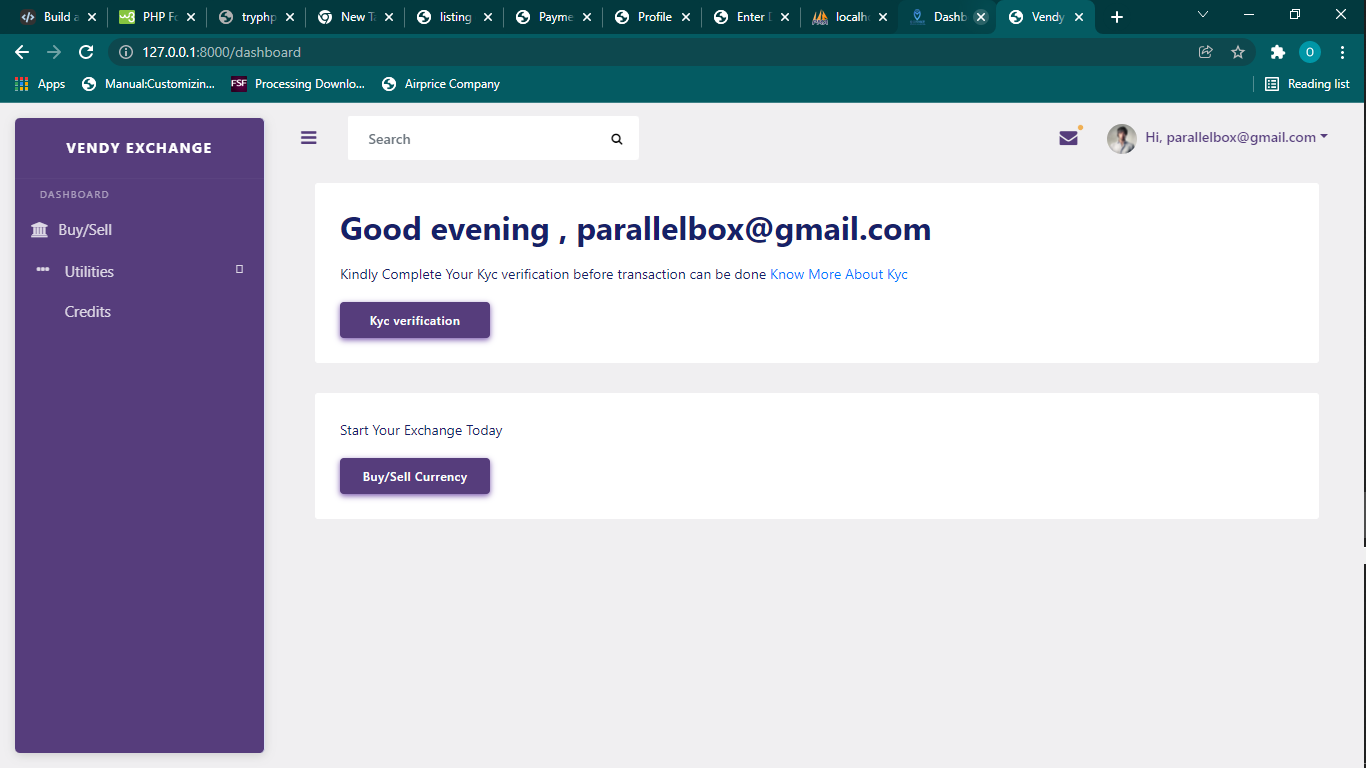 Build a
PHP Fo
tryphp
New Ta
listing
Payme
Profile
Enter
localho
Dashb
Vendy
127.0.0.1:8000/dashboard
O
Apps
Manual:Customizin...
FSF
Processing Downlo...
Airprice Company
Reading list
VENDY EXCHANGE
Search
Hi, parallelbox@gmail.com
DASHBOARD
Buy/Sell
Utilities
Credits
Good evening , parallelbox@gmail.com
Kindly Complete Your Kyc verification before transaction can be done Know More About Kyc
Kyc verification
Start Your Exchange Today
Buy/Sell Currency